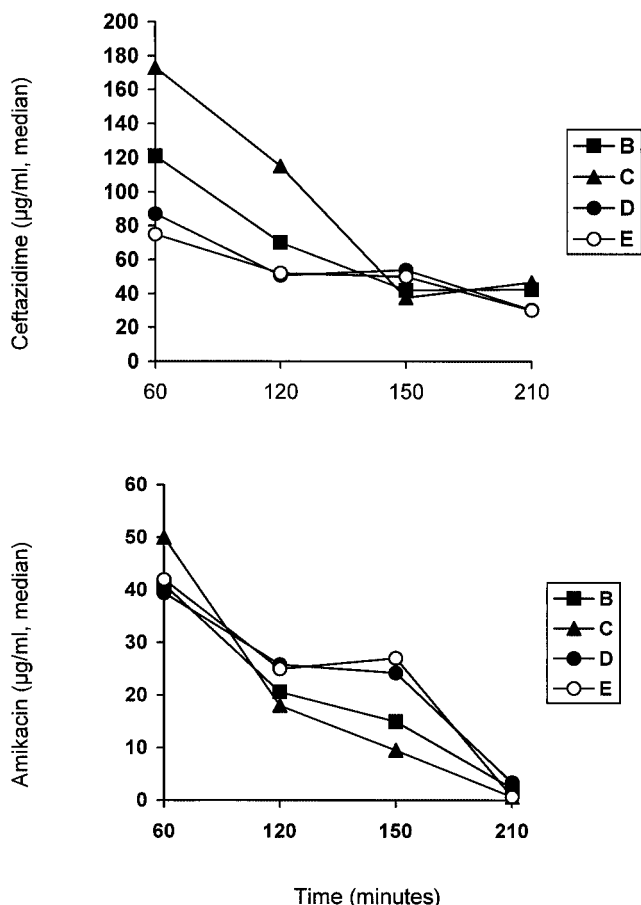 Ceftazidime (µg/ml, median)
200
180
160
140
120
100
80
60
40
20
0
60 120 150 210
B
C
D
E
Amikacin (µg/ml, median)
60
50
40
30
20
10
0
60 120 150 210
B
C
D
E
Time (minutes)